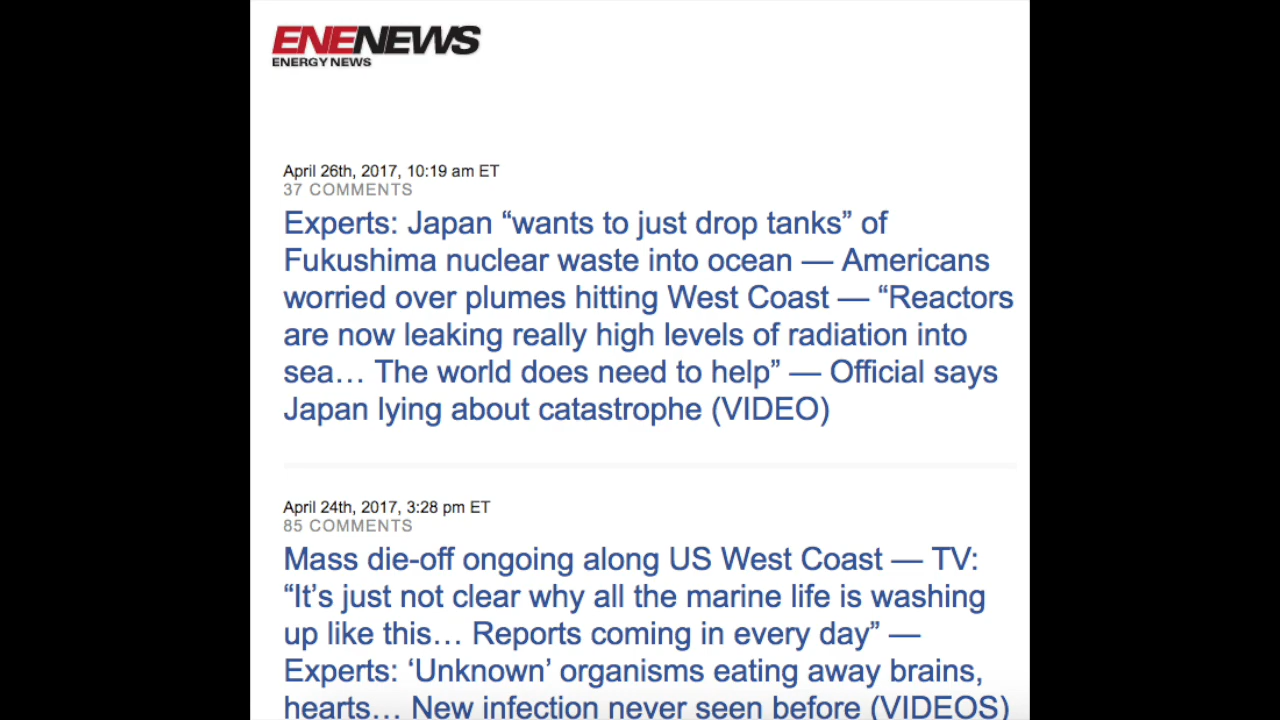 ENENEWS
ENERGY NEWS
April 26th, 2017, 10:19 am ET
37 COMMENTS
Experts: Japan “wants to just drop tanks” of
Fukushima nuclear waste into ocean — Americans
worried over plumes hitting West Coast — “Reactors
are now leaking really high levels of radiation into
sea… The world does need to help” — Official says
Japan lying about catastrophe (VIDEO)
April 24th, 2017, 3:28 pm ET
85 COMMENTS
Mass die-off ongoing along US West Coast — TV:
“It’s just not clear why all the marine life is washing
up like this… Reports coming in every day” —
Experts: ‘Unknown’ organisms eating away brains,
hearts… New infection never seen before (VIDEOS)